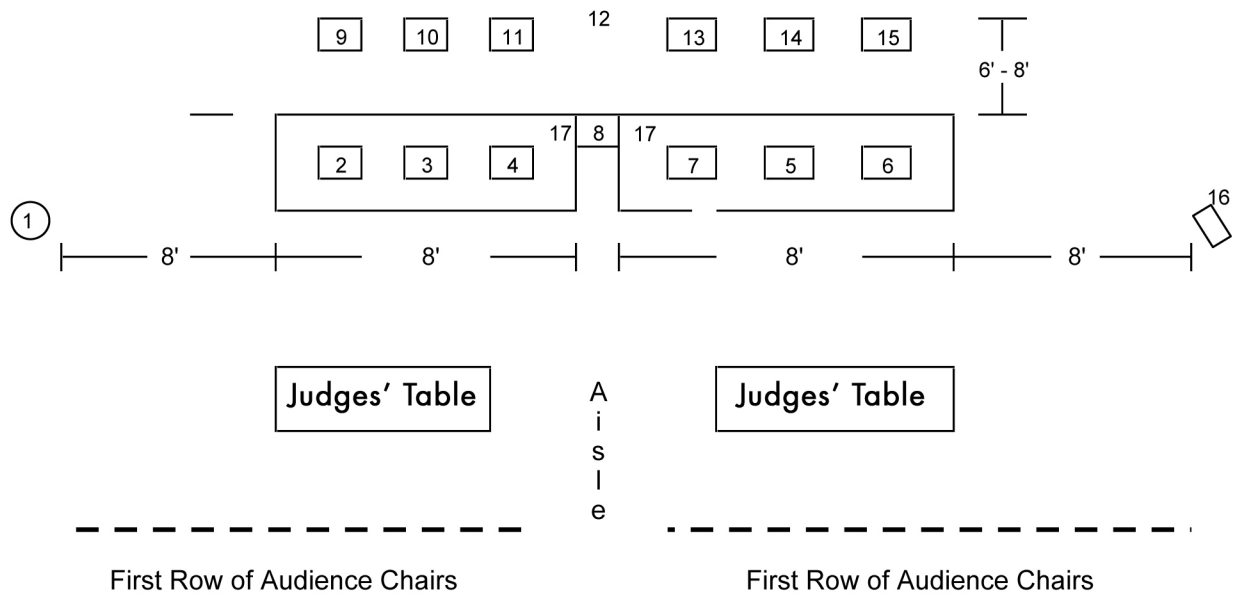 12
9 10 11 13 14 15
6' - 8'
17 8 17
2 3 4 7 5 6
16
1
8' 8' 8' 8'
Judges' Table Judges' Table
A
i
s
l
e
First Row of Audience Chairs First Row of Audience Chairs